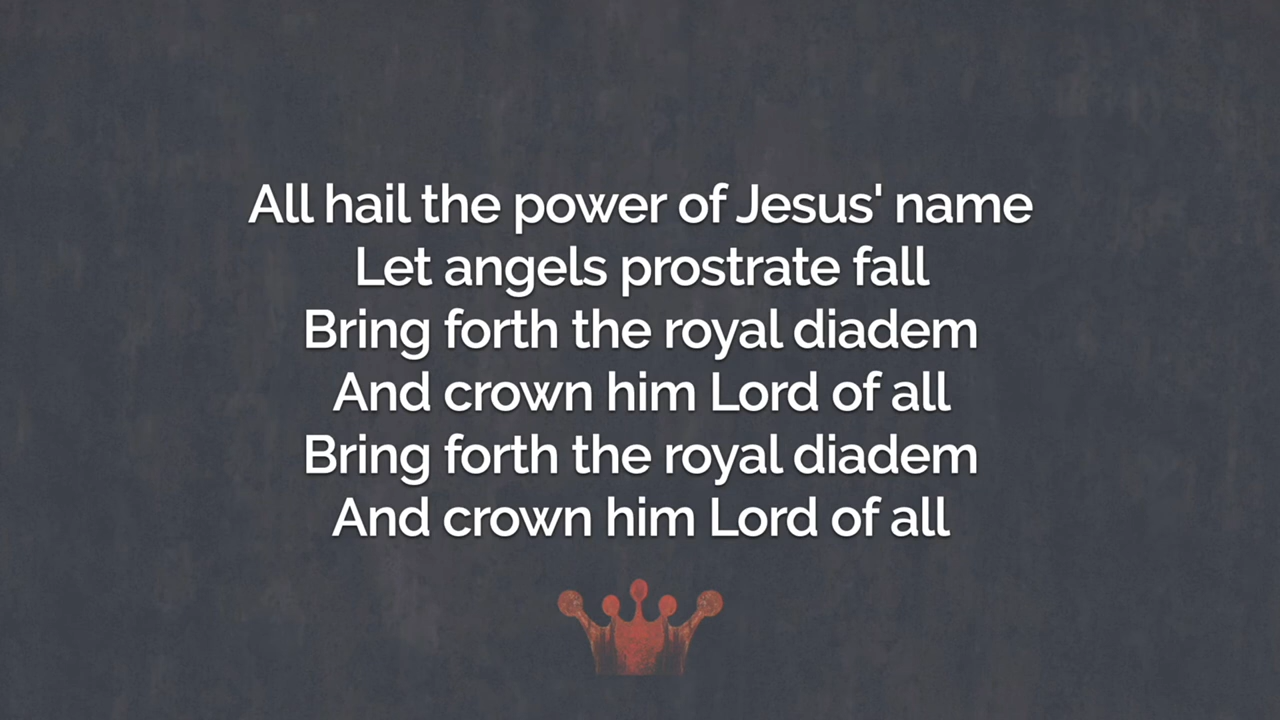 All hail the power of Jesus' name
Let angels prostrate fall
Bring forth the royal diadem
And crown him Lord of all
Bring forth the royal diadem
And crown him Lord of all